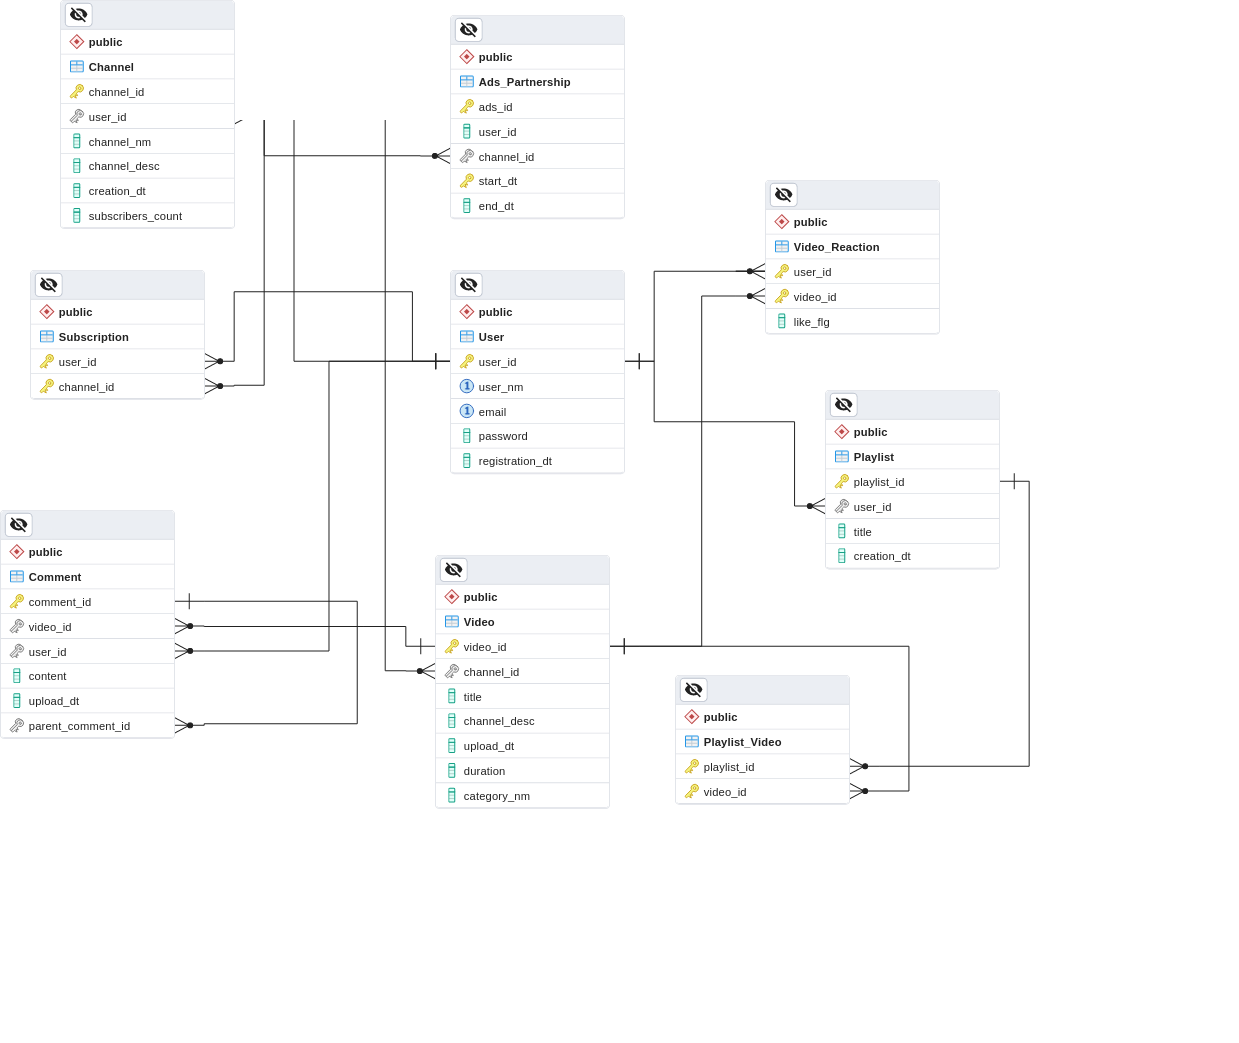 public
Channel
channel_id
user_id
channel_nm
channel_desc
creation_dt
subscribers_count
public
Ads_Partnership
ads_id
user_id
channel_id
start_dt
end_dt
public
Video_Reaction
user_id
video_id
like_flg
public
Subscription
user_id
channel_id
public
User
user_id
1 user_nm
1 email
password
registration_dt
public
Playlist
playlist_id
user_id
title
creation_dt
public
Comment
comment_id
video_id
user_id
content
upload_dt
parent_comment_id
public
Video
video_id
channel_id
title
channel_desc
upload_dt
duration
category_nm
public
Playlist_Video
playlist_id
video_id